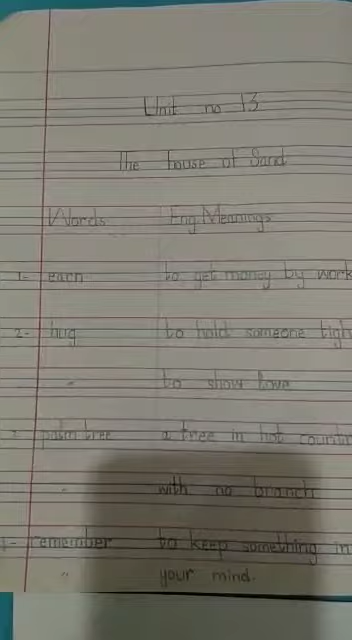 Unit no 13
The house of Sand
Words Eng. Meanings
1- earn to get money by work
2- hug to hold someone tigh
" to show love
3- palm tree a tree in hot countri
" with no branch
4- remember to keep something in
" your mind.